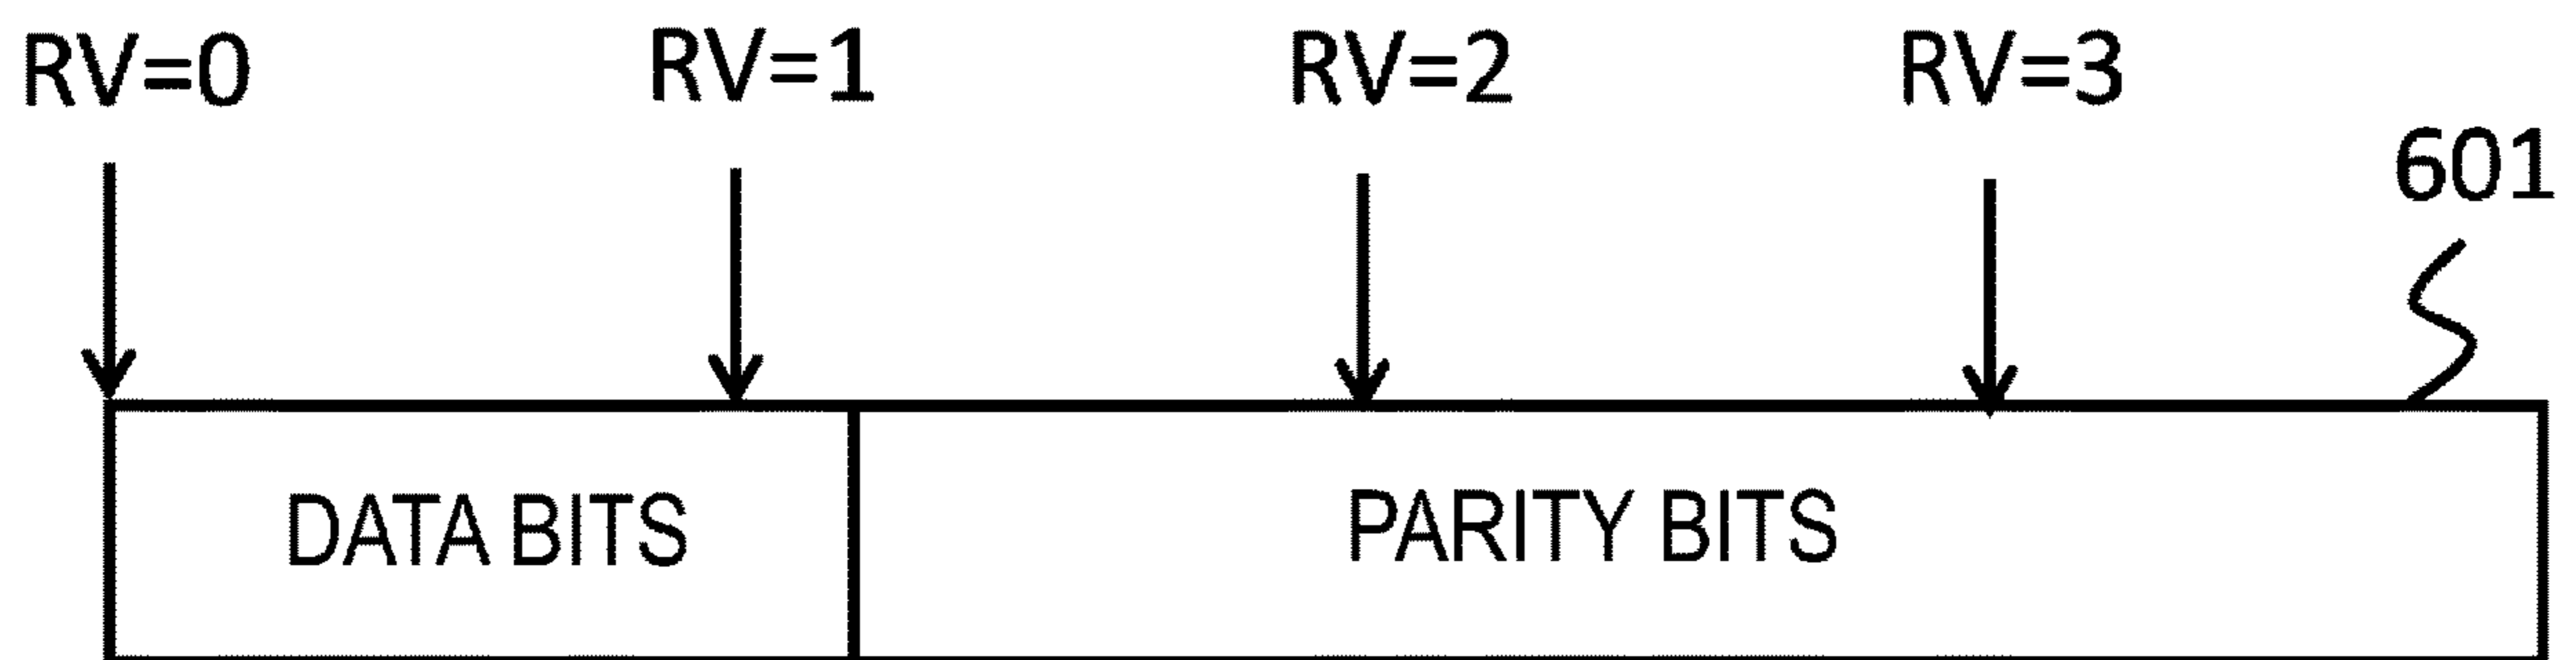 RV=0 RV=1 RV=2 RV=3
601
DATA BITS PARITY BITS